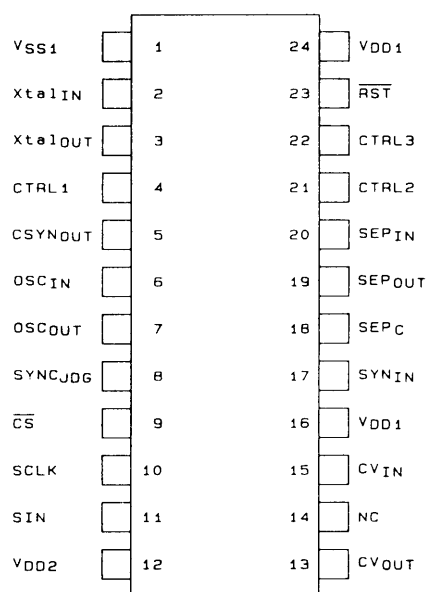 VSS1 1 24 VDD1
XtalIN 2 23 RST
XtalOUT 3 22 CTRL3
CTRL1 4 21 CTRL2
CSYNOUT 5 20 SEPIN
OSCIN 6 19 SEPOUT
OSCOUT 7 18 SEPC
SYNCJDG 8 17 SYNIN
CS 9 16 VDD1
SCLK 10 15 CVIN
SIN 11 14 NC
VDD2 12 13 CVOUT